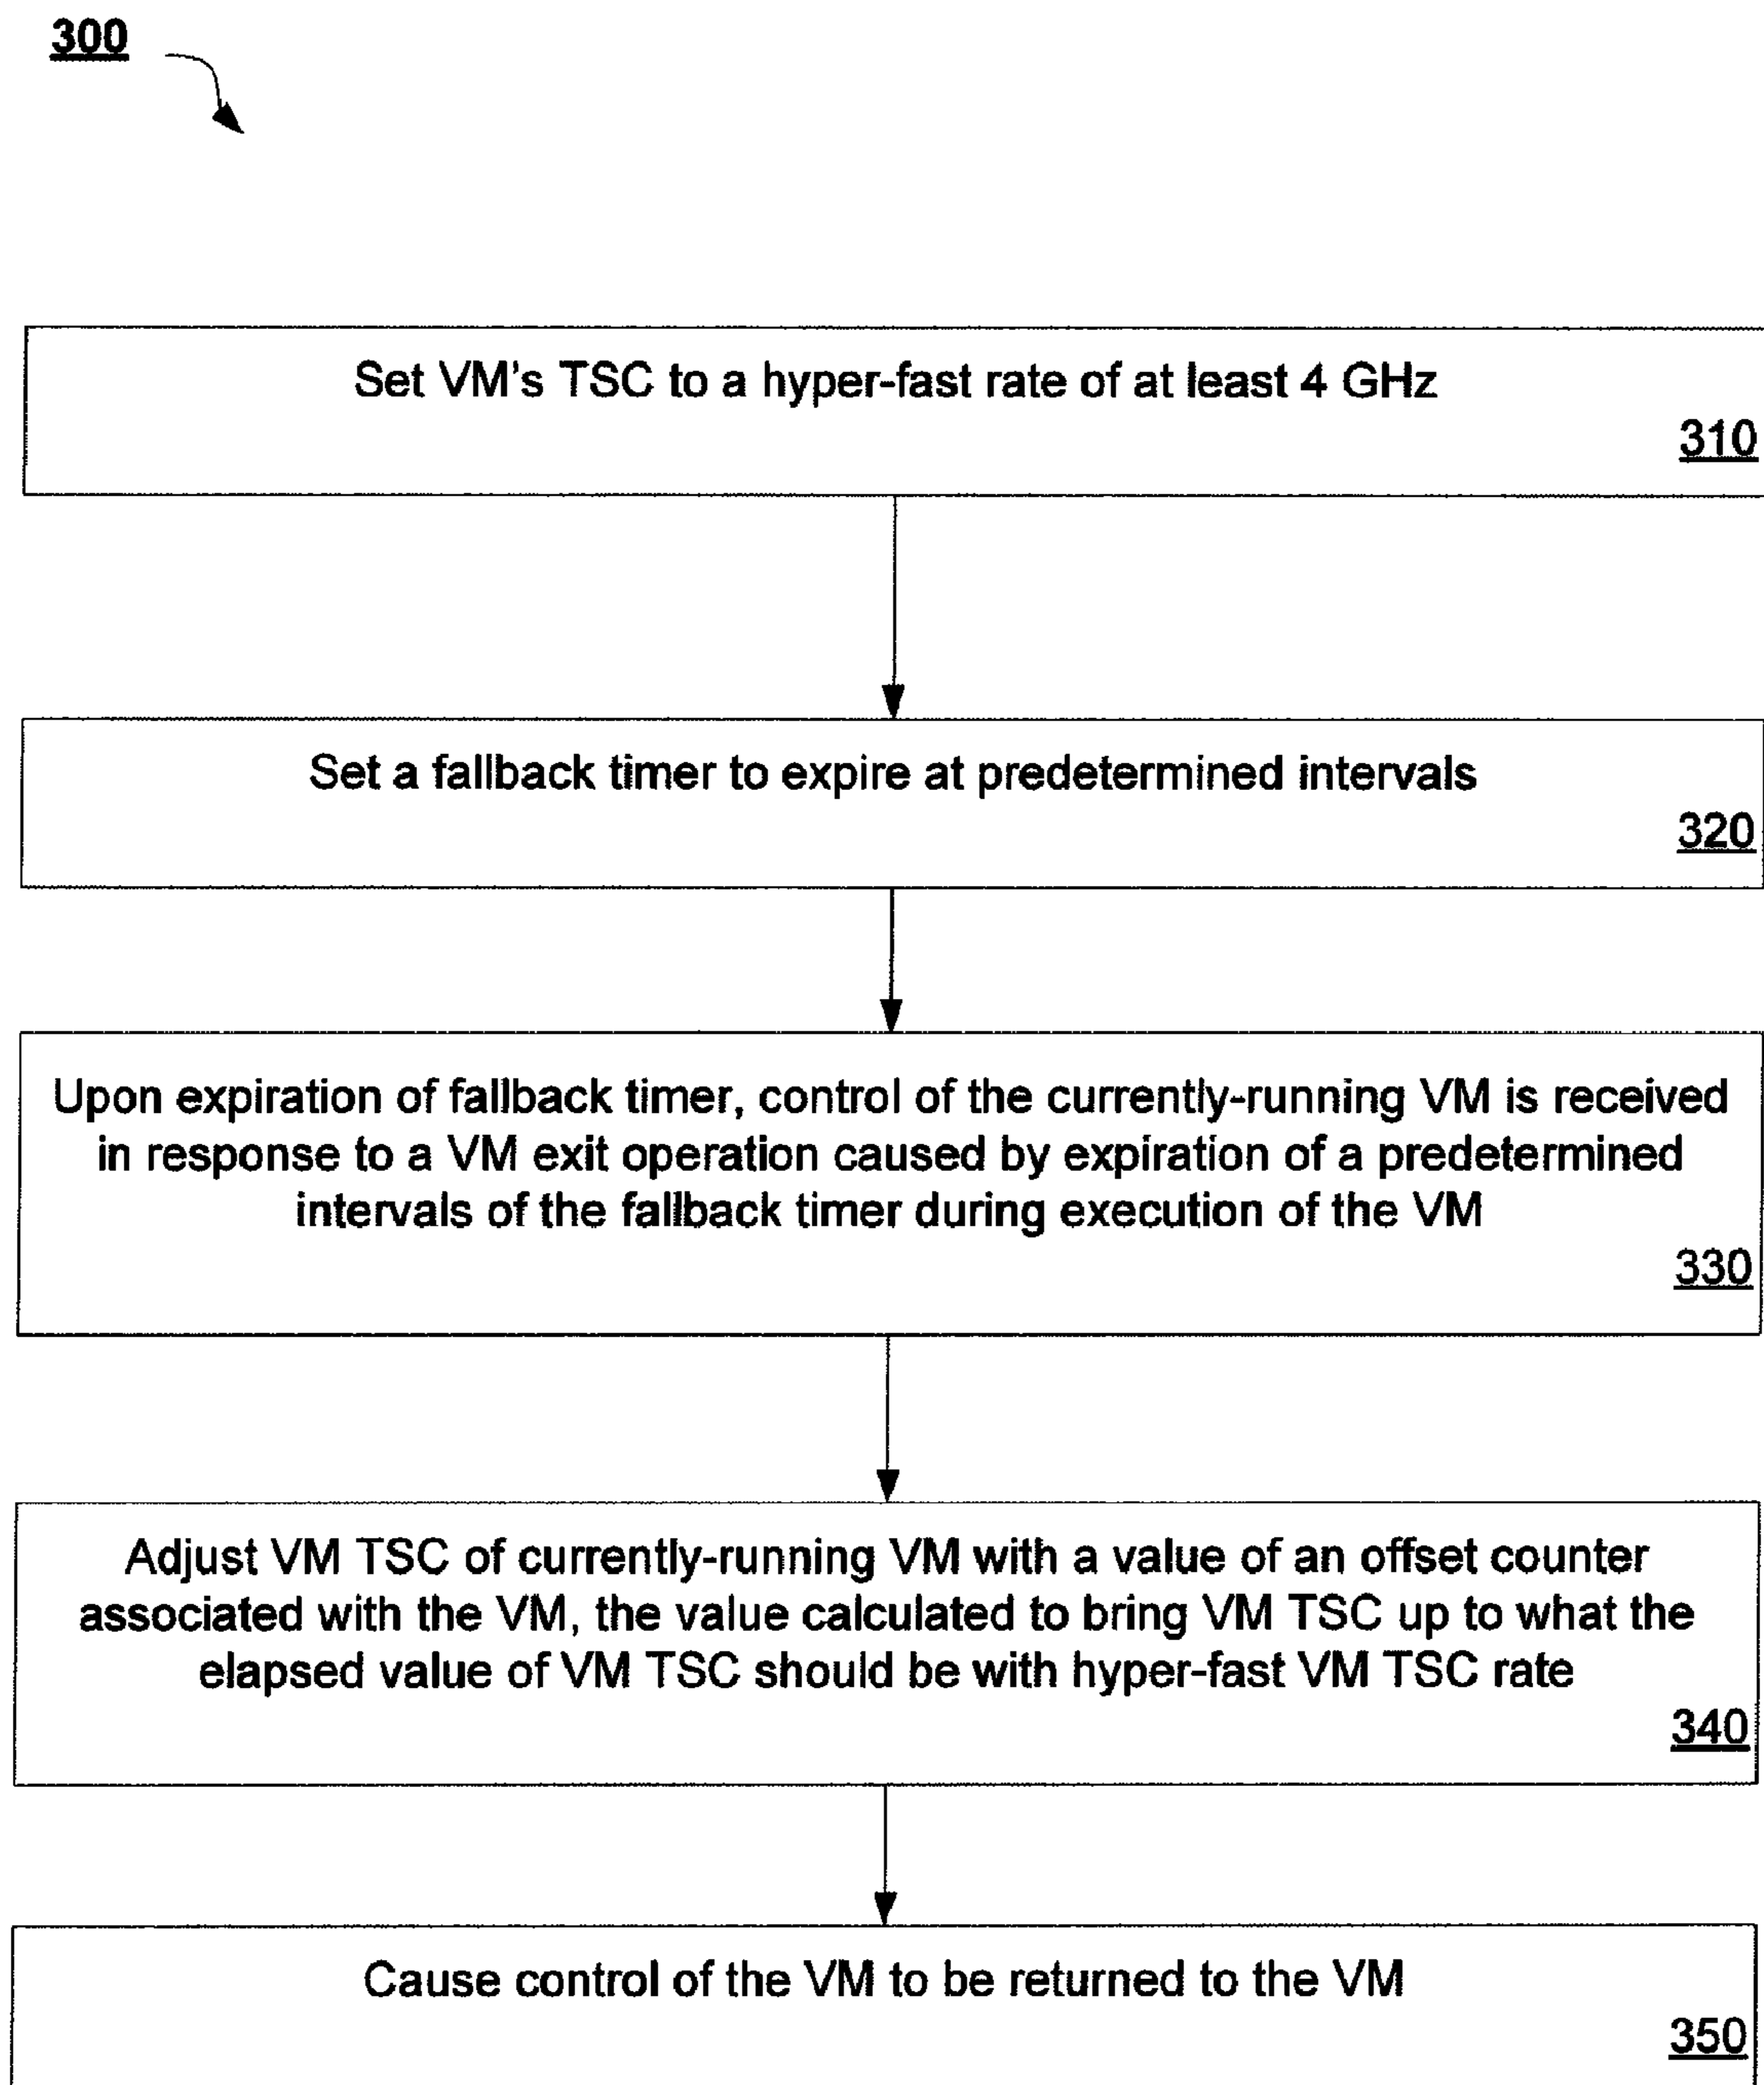 300
Set VM's TSC to a hyper-fast rate of at least 4 GHz
310
Set a fallback timer to expire at predetermined intervals
320
Upon expiration of fallback timer, control of the currently-running VM is received
in response to a VM exit operation caused by expiration of a predetermined
intervals of the fallback timer during execution of the VM
330
Adjust VM TSC of currently-running VM with a value of an offset counter
associated with the VM, the value calculated to bring VM TSC up to what the
elapsed value of VM TSC should be with hyper-fast VM TSC rate
340
Cause control of the VM to be returned to the VM
350